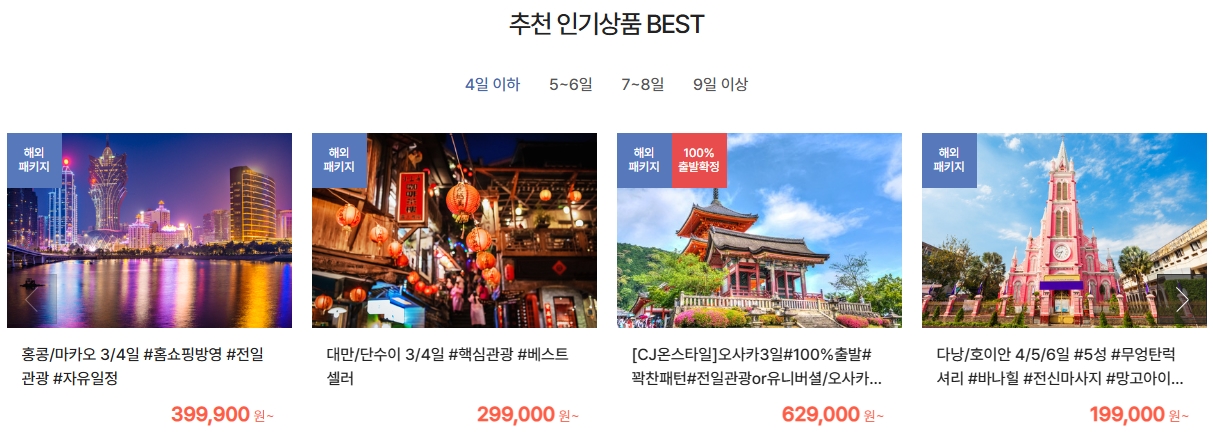 추천 인기상품 BEST
4일 이하
5~6일
7~8일
9일 이상
해외
패키지
홍콩/마카오 3/4일 #홈쇼핑방영 #전일
관광 #자유일정
399,900 원~
해외
패키지
대만/단수이 3/4일 #핵심관광 #베스트
셀러
299,000 원~
해외
패키지
100%
출발확정
[CJ온스타일]오사카3일#100%출발#
꽉찬패턴#전일관광or유니버셜/오사카...
629,000 원~
해외
패키지
다낭/호이안 4/5/6일 #5성 #무엉탄럭
셔리 #바나힐 #전신마사지 #망고아이...
199,000 원~